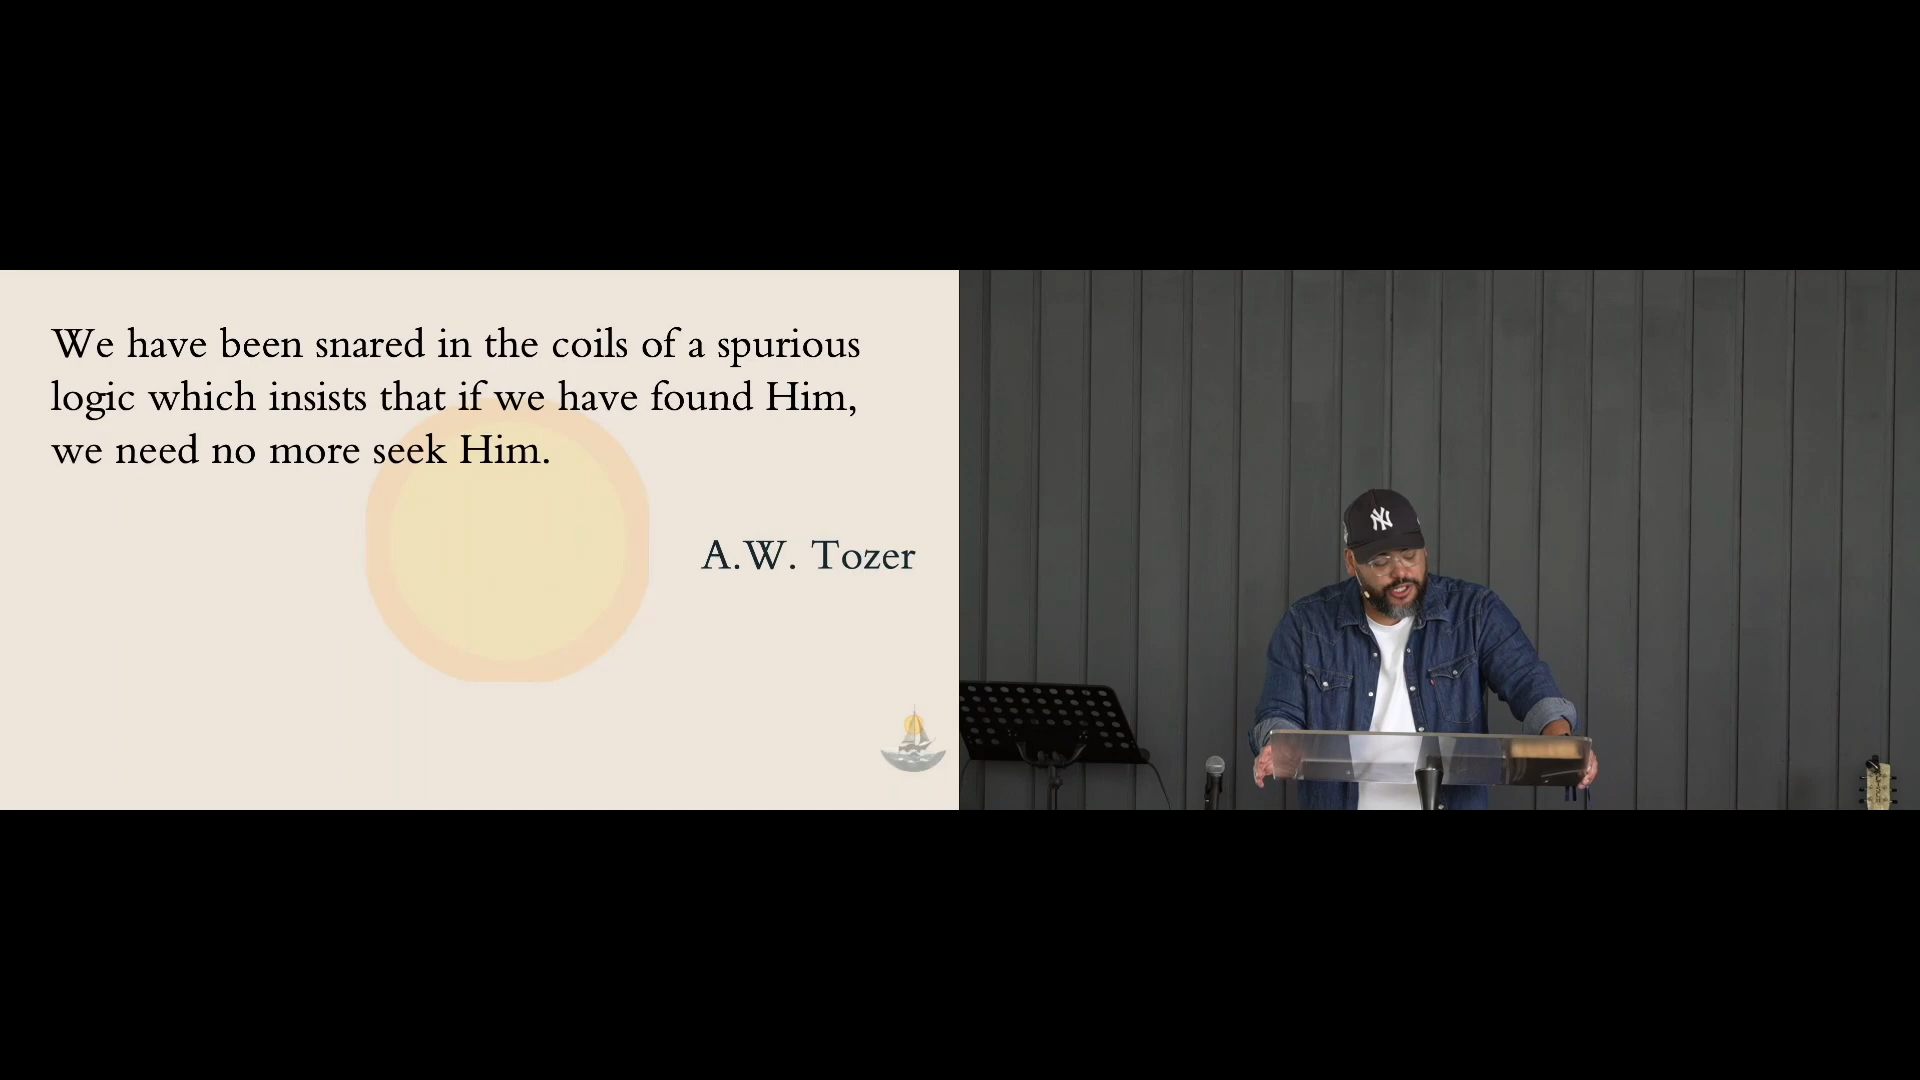 We have been snared in the coils of a spurious
logic which insists that if we have found Him,
we need no more seek Him.
A.W. Tozer
NY